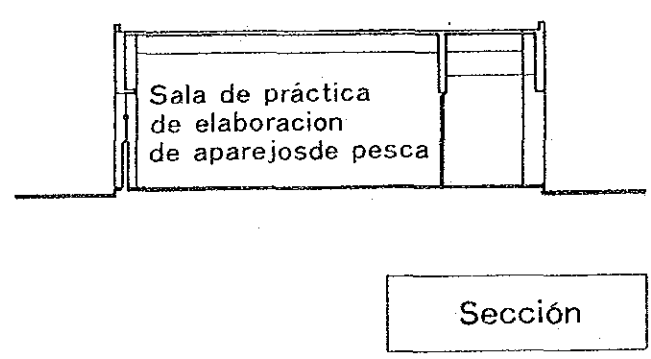 Sala de práctica
de elaboracion
de aparejosde pesca
Sección